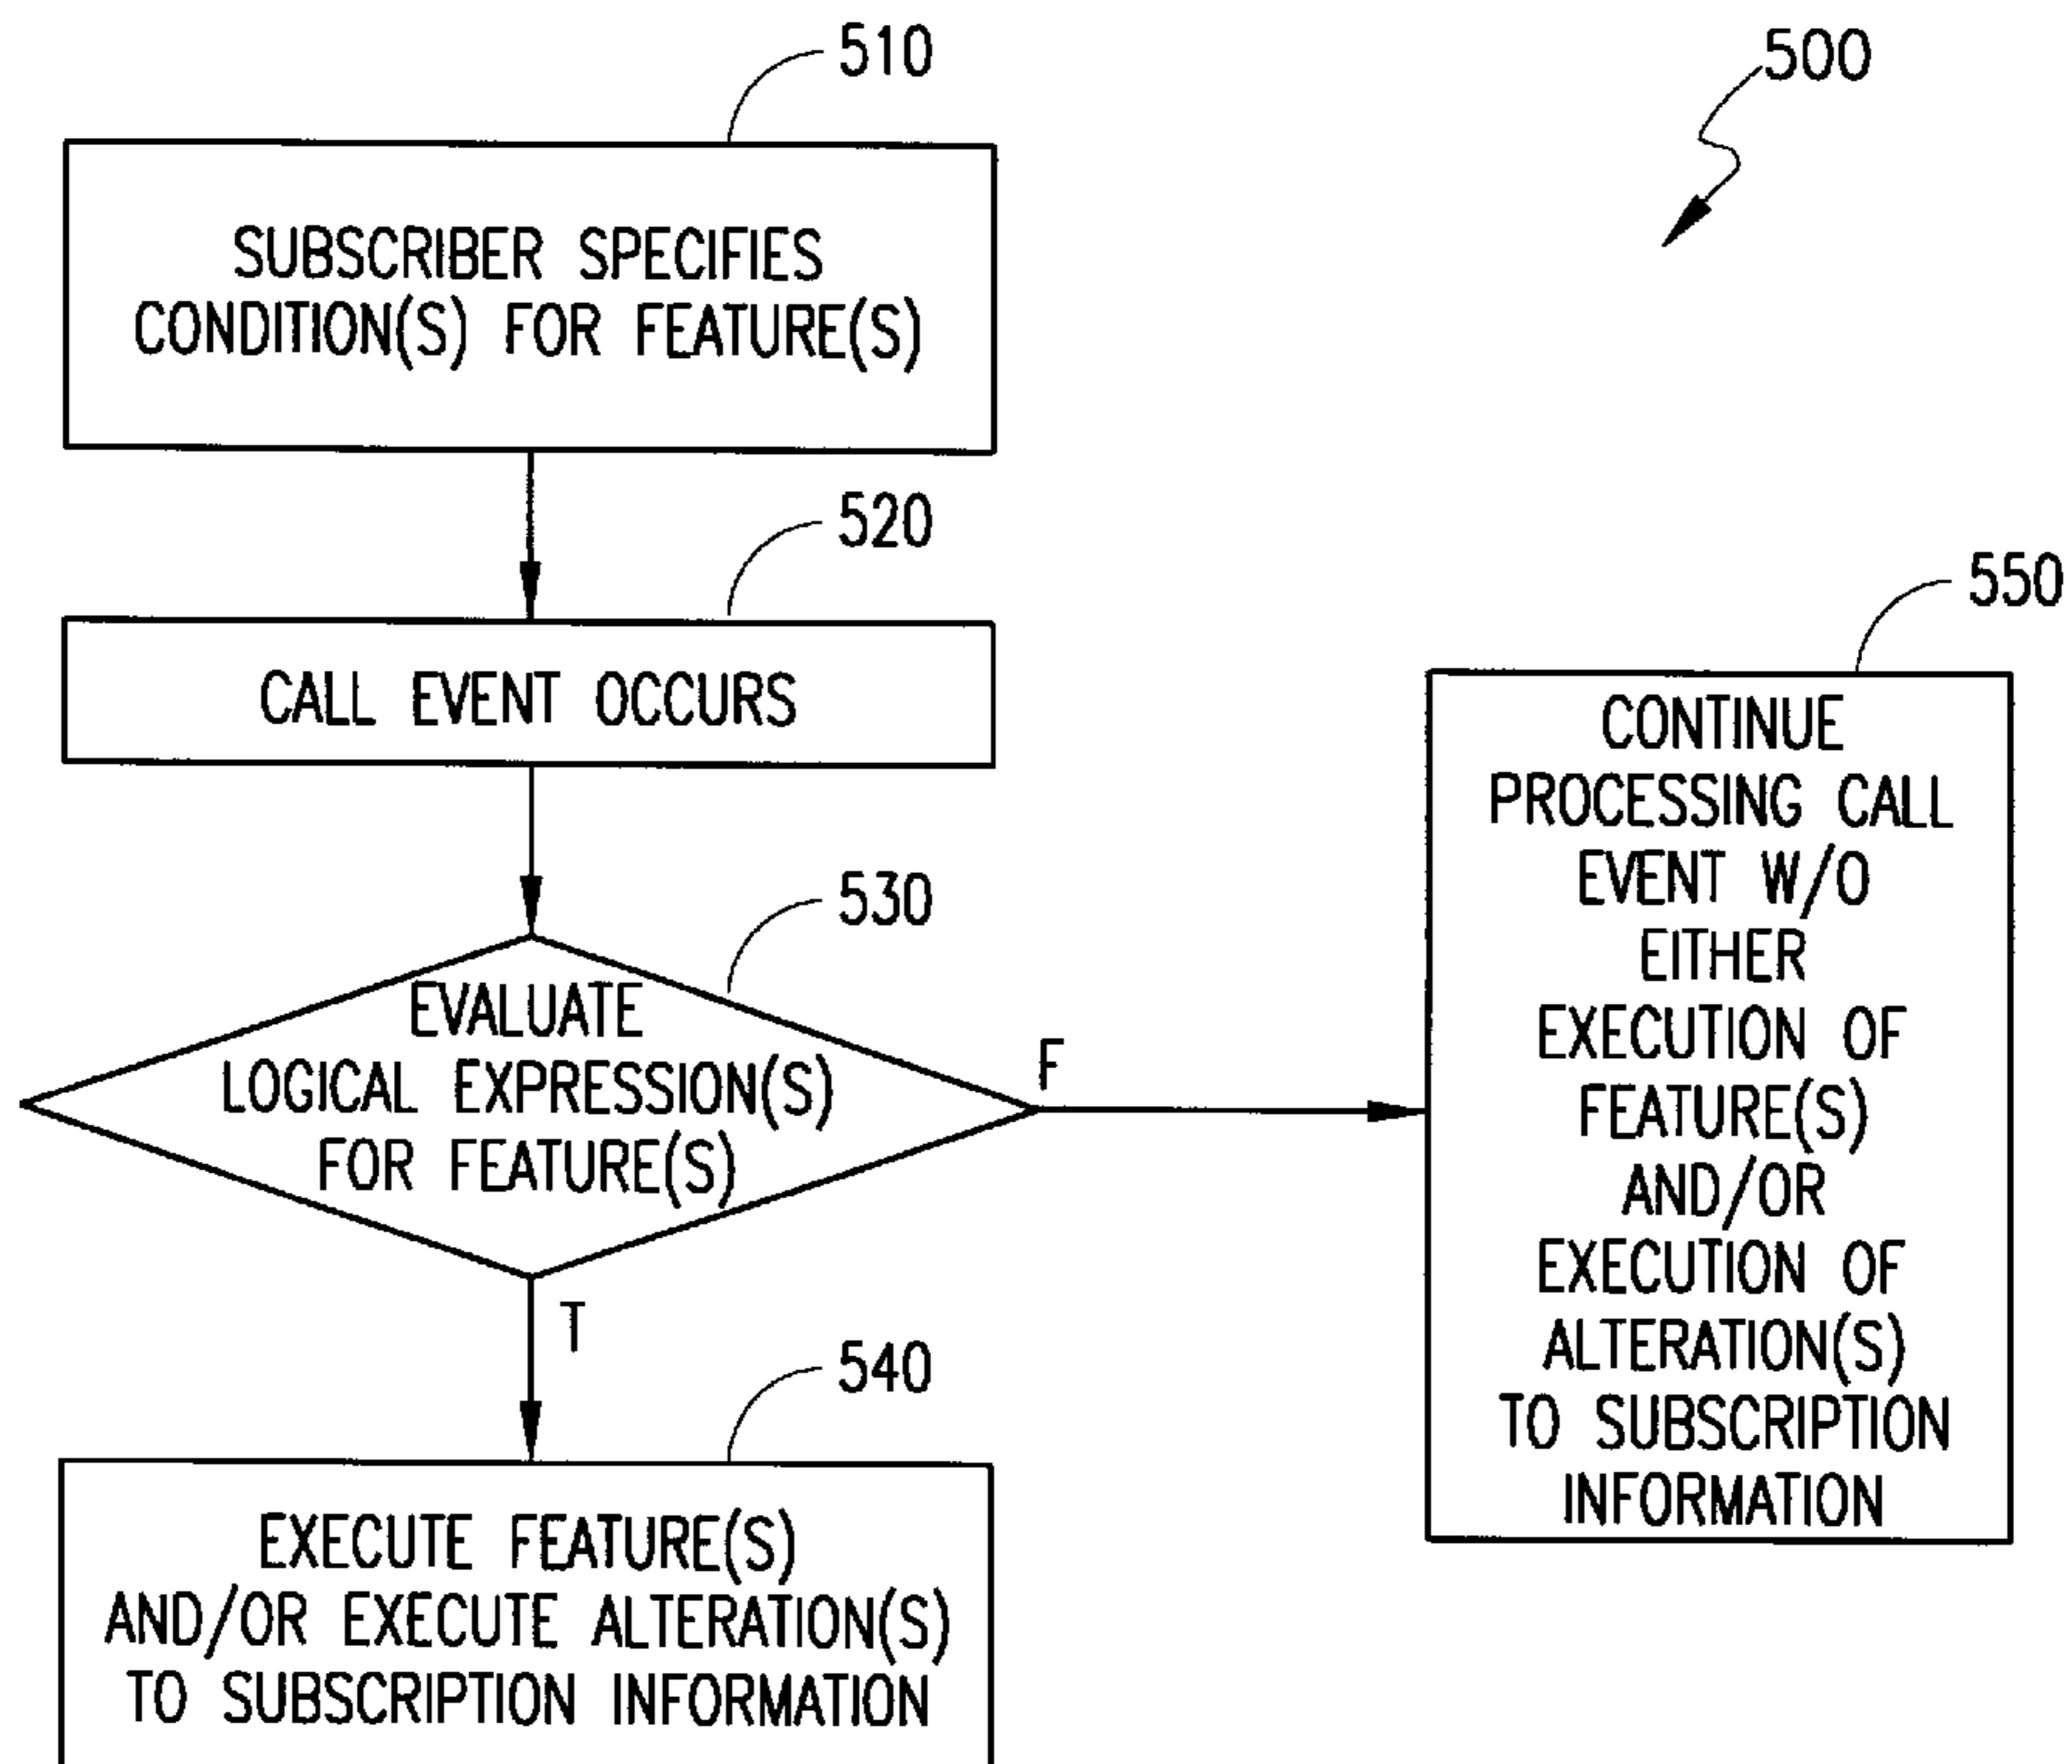 510
500
SUBSCRIBER SPECIFIES
CONDITION(S) FOR FEATURE(S)
520
CALL EVENT OCCURS
550
CONTINUE
PROCESSING CALL
EVENT W/O
EITHER
EXECUTION OF
FEATURE(S)
AND/OR
EXECUTION OF
ALTERATION(S)
TO SUBSCRIPTION
INFORMATION
530
EVALUATE
LOGICAL EXPRESSION(S)
FOR FEATURE(S)
F
T
540
EXECUTE FEATURE(S)
AND/OR EXECUTE ALTERATION(S)
TO SUBSCRIPTION INFORMATION